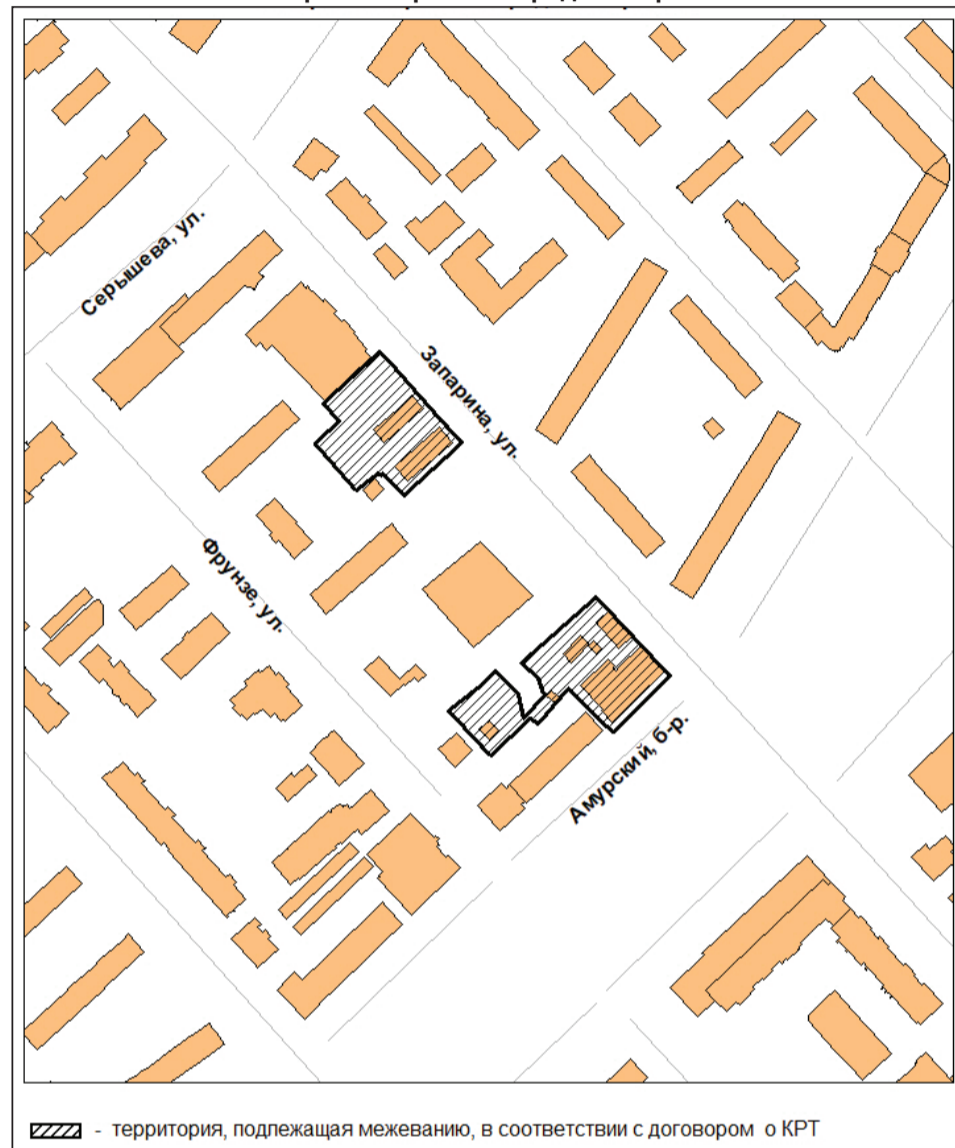 Серышева, ул.
Запарина, ул.
Фрунзе, ул.
Амурский, б-р.
- территория, подлежащая межеванию, в соответствии с договором о КРТ